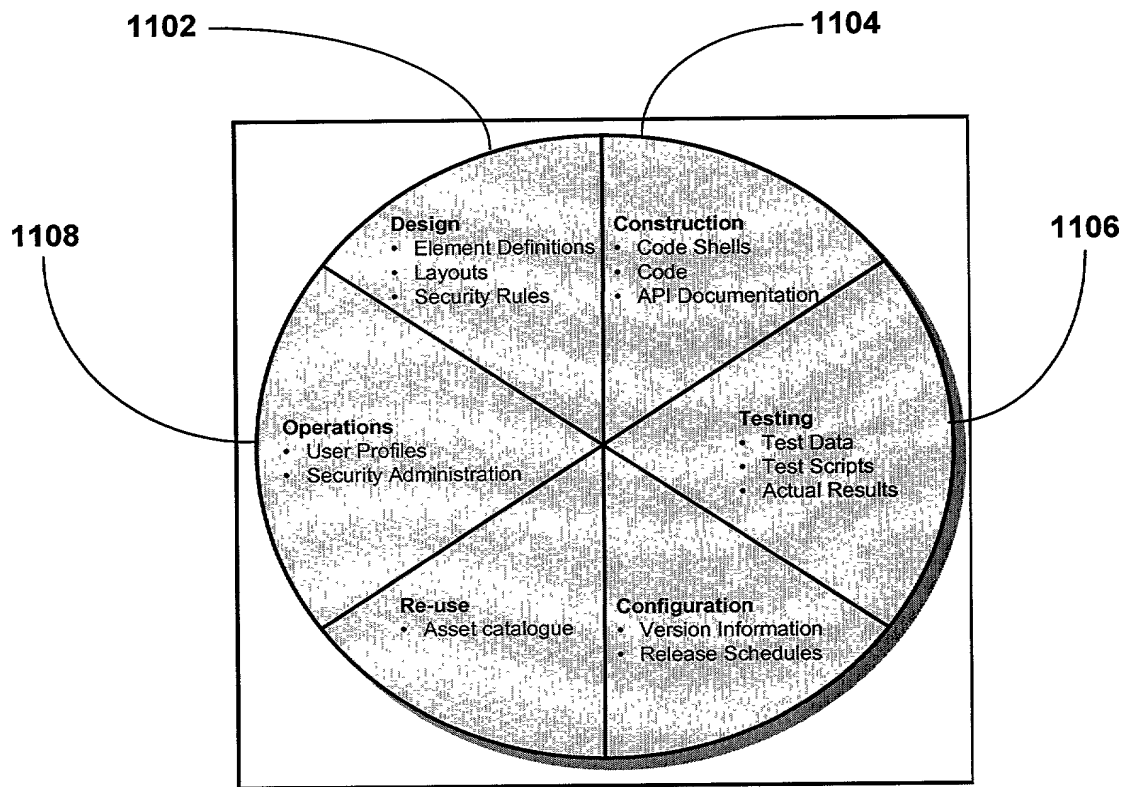 1102
1104
1108
1106
Design
• Element Definitions
• Layouts
• Security Rules
Construction
• Code Shells
• Code
• API Documentation
Operations
• User Profiles
• Security Administration
Testing
• Test Data
• Test Scripts
• Actual Results
Re-use
• Asset catalogue
Configuration
• Version Information
• Release Schedules